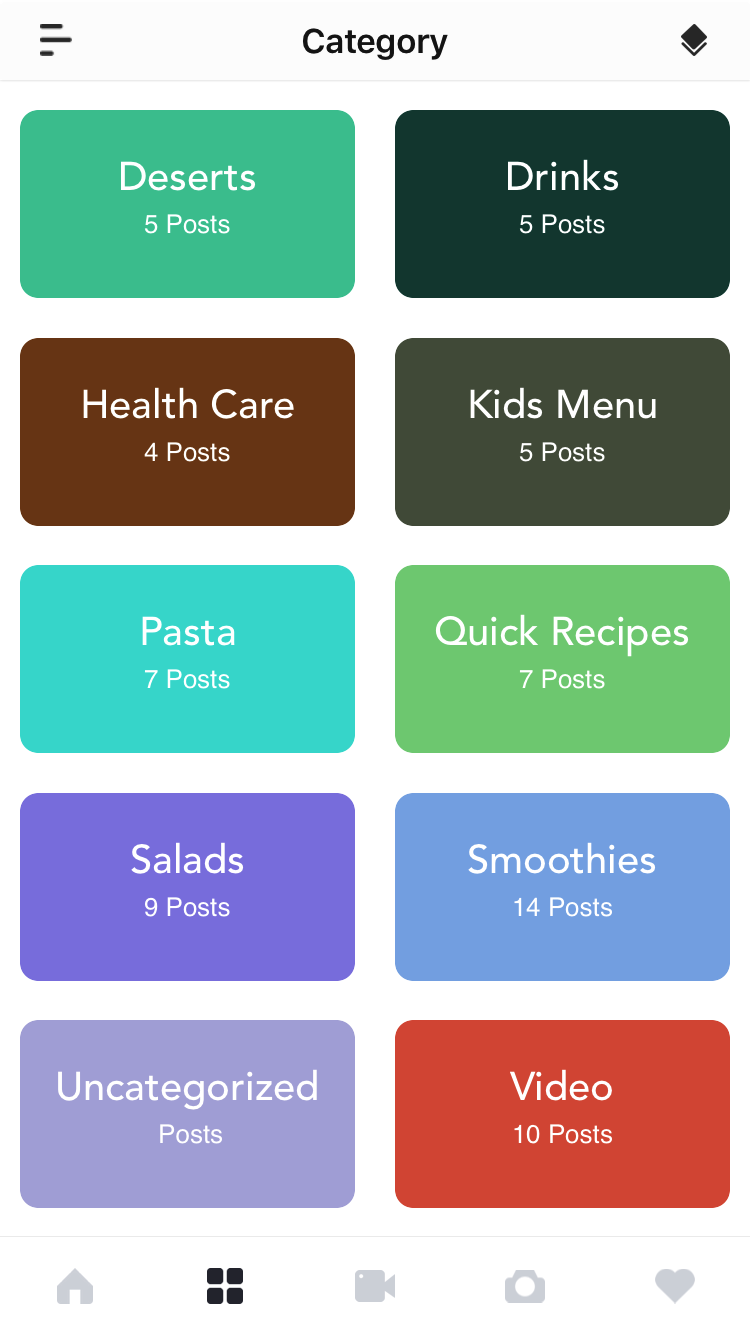 Category
Deserts
5 Posts
Drinks
5 Posts
Health Care
4 Posts
Kids Menu
5 Posts
Pasta
7 Posts
Quick Recipes
7 Posts
Salads
9 Posts
Smoothies
14 Posts
Uncategorized
Posts
Video
10 Posts